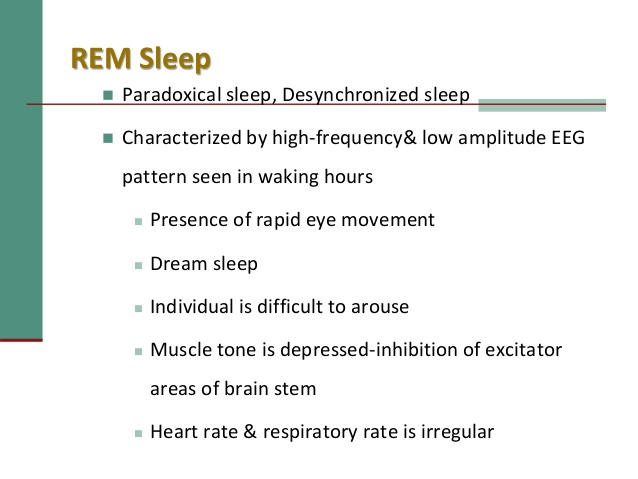 REM Sleep
Paradoxical sleep, Desynchronized sleep
Characterized by high-frequency& low amplitude EEG
pattern seen in waking hours
Presence of rapid eye movement
Dream sleep
Individual is difficult to arouse
Muscle tone is depressed-inhibition of excitator
areas of brain stem
Heart rate & respiratory rate is irregular